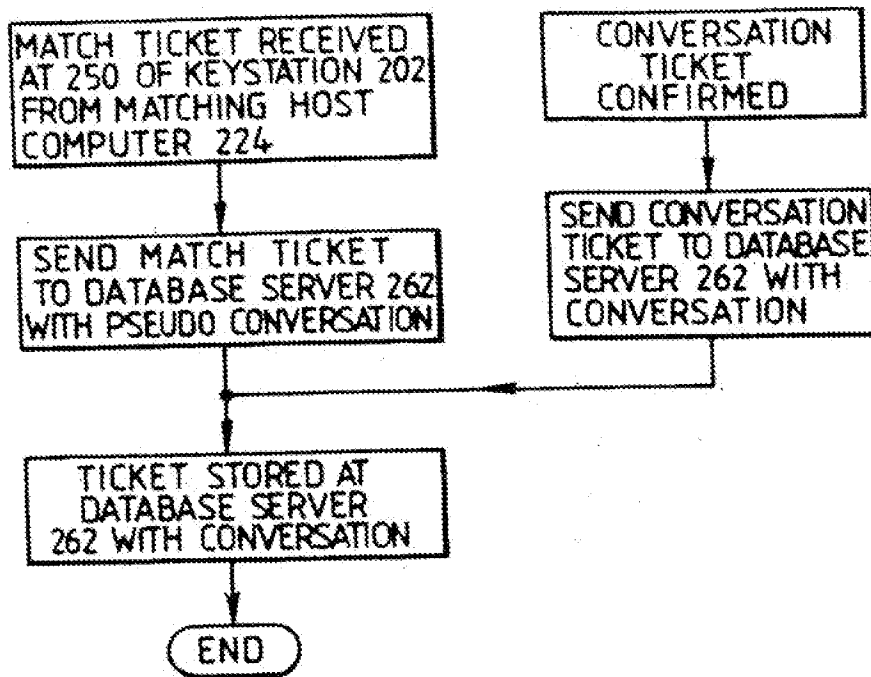 MATCH TICKET RECEIVED
AT 250 OF KEYSTATION 202
FROM MATCHING HOST
COMPUTER 224
CONVERSATION
TICKET
CONFIRMED
SEND MATCH TICKET
TO DATABASE SERVER 262
WITH PSEUDO CONVERSATION
SEND CONVERSATION
TICKET TO DATABASE
SERVER 262 WITH
CONVERSATION
TICKET STORED AT
DATABASE SERVER
262 WITH CONVERSATION
END